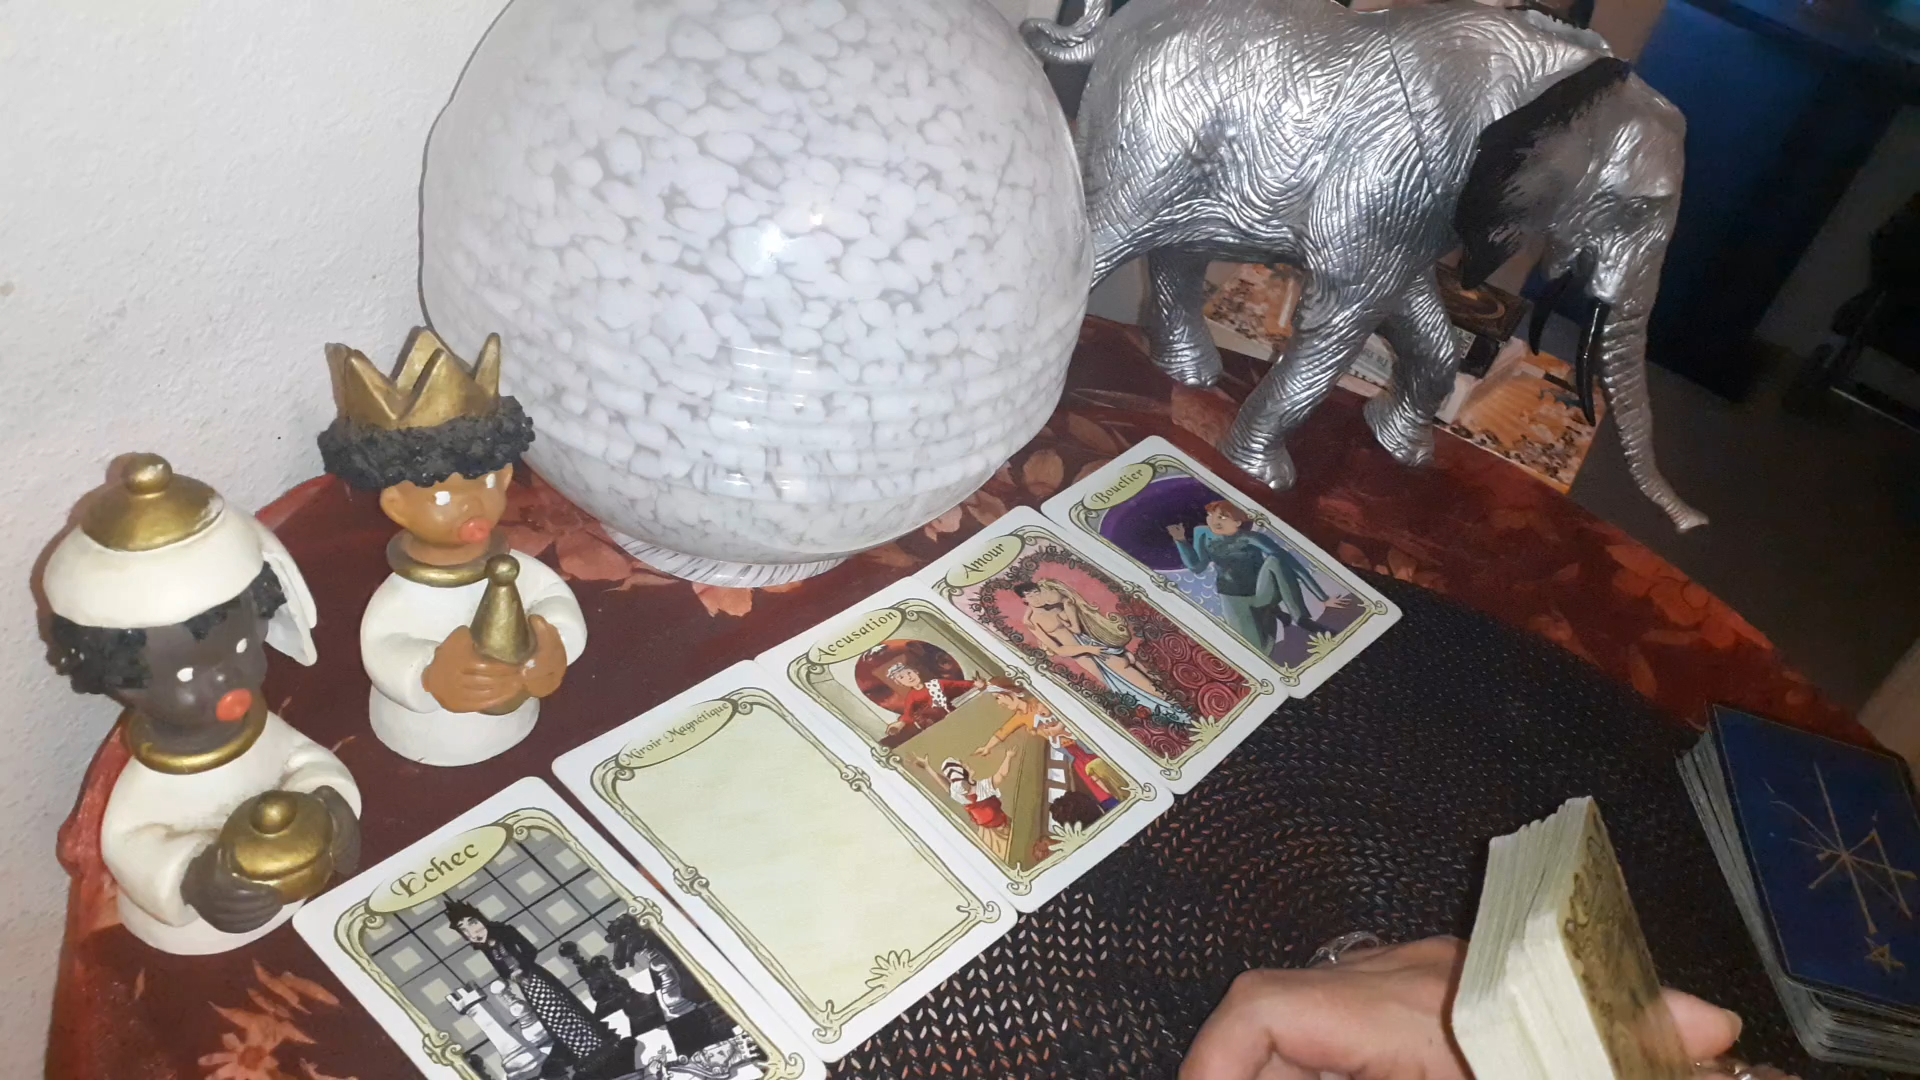 Echec
Miroir Magnétique
Accusation
Amour
Bouclier